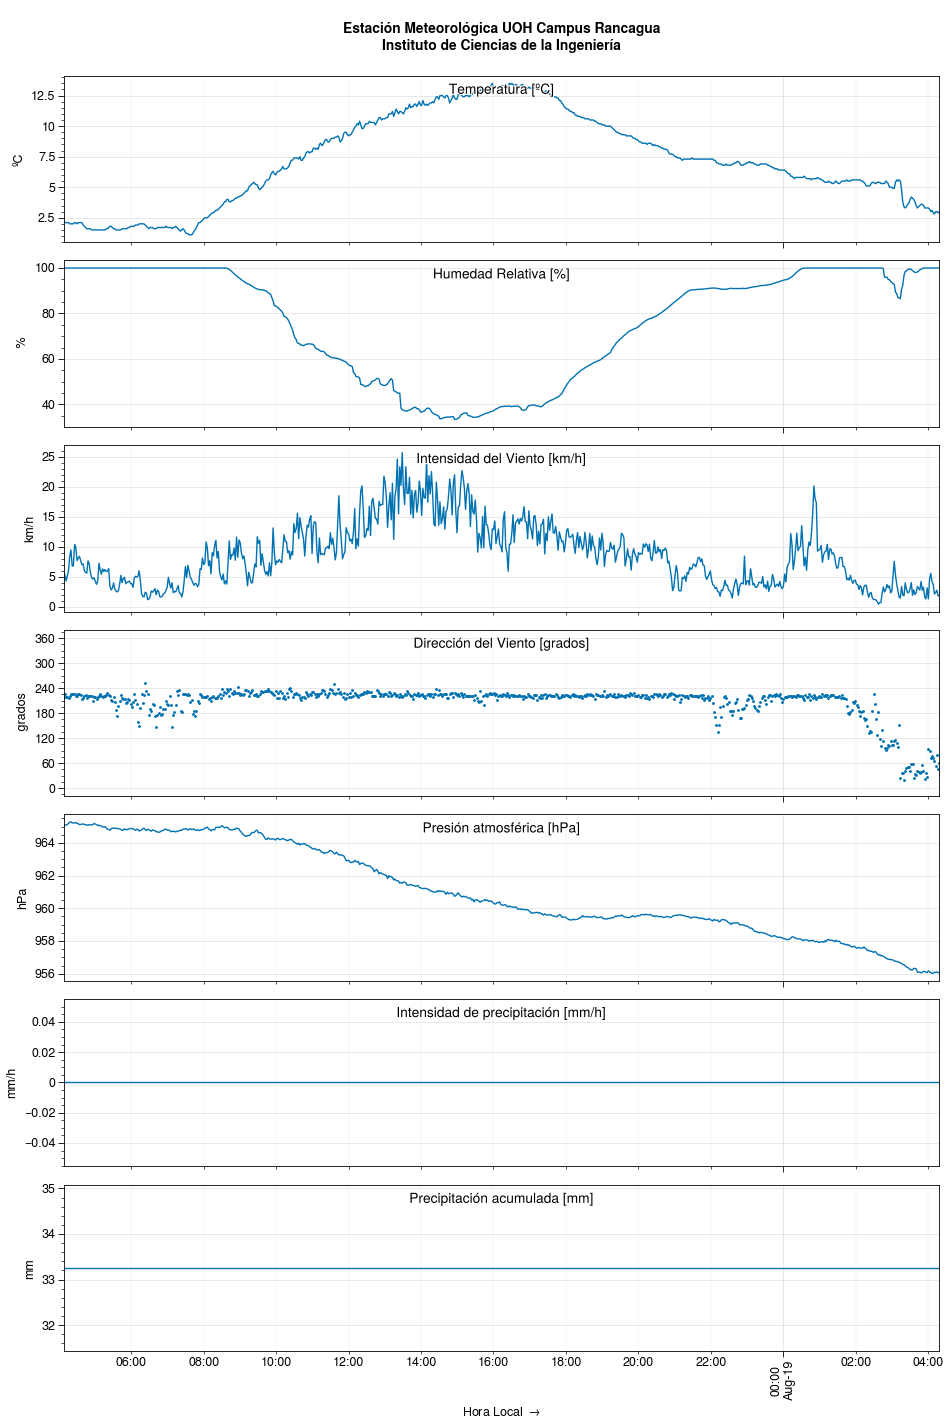 Estación Meteorológica UOH Campus Rancagua
Instituto de Ciencias de la Ingeniería
Temperatura [ºC]
12.5
10
7.5
5
2.5
ºC
Humedad Relativa [%]
100
80
60
40
%
Intensidad del Viento [km/h]
25
20
15
10
5
0
km/h
Dirección del Viento [grados]
360
300
240
180
120
60
0
grados
Presión atmosférica [hPa]
964
962
960
958
956
hPa
Intensidad de precipitación [mm/h]
0.04
0.02
0
−0.02
−0.04
mm/h
Precipitación acumulada [mm]
35
34
33
32
mm
06:00 08:00 10:00 12:00 14:00 16:00 18:00 20:00 22:00 00:00 02:00 04:00
Aug-19
Hora Local →